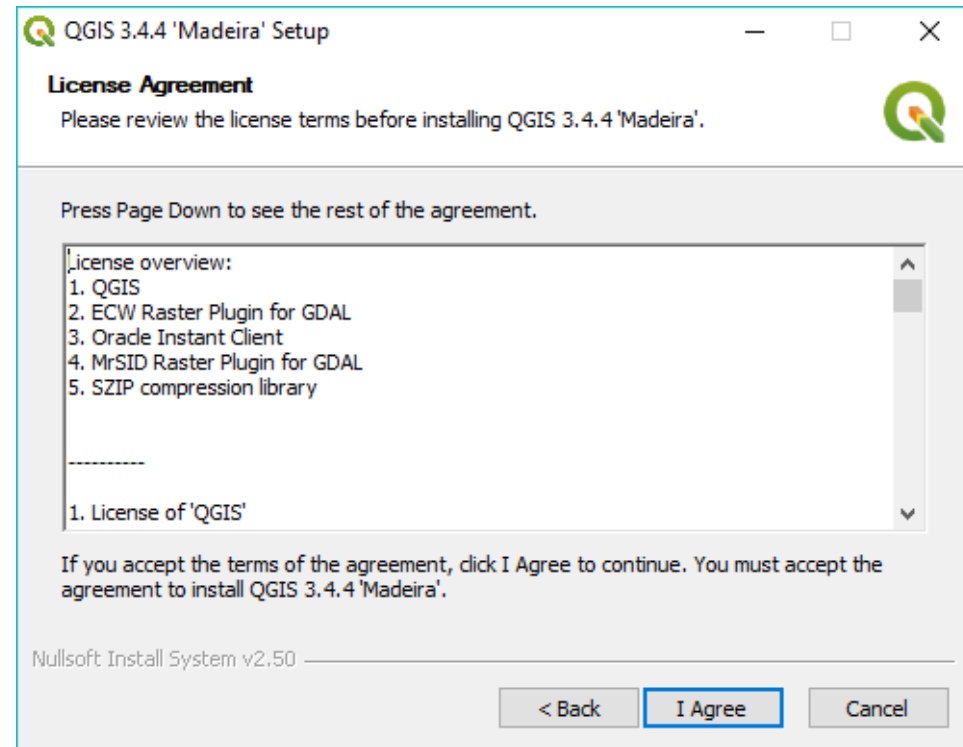 QGIS 3.4.4 'Madeira' Setup
License Agreement
Please review the license terms before installing QGIS 3.4.4 'Madeira'.
Press Page Down to see the rest of the agreement.
License overview:
1. QGIS
2. ECW Raster Plugin for GDAL
3. Oracle Instant Client
4. MrSID Raster Plugin for GDAL
5. SZIP compression library
----------
1. License of 'QGIS'
If you accept the terms of the agreement, click I Agree to continue. You must accept the
agreement to install QGIS 3.4.4 'Madeira'.
Nullsoft Install System v2.50
< Back I Agree Cancel